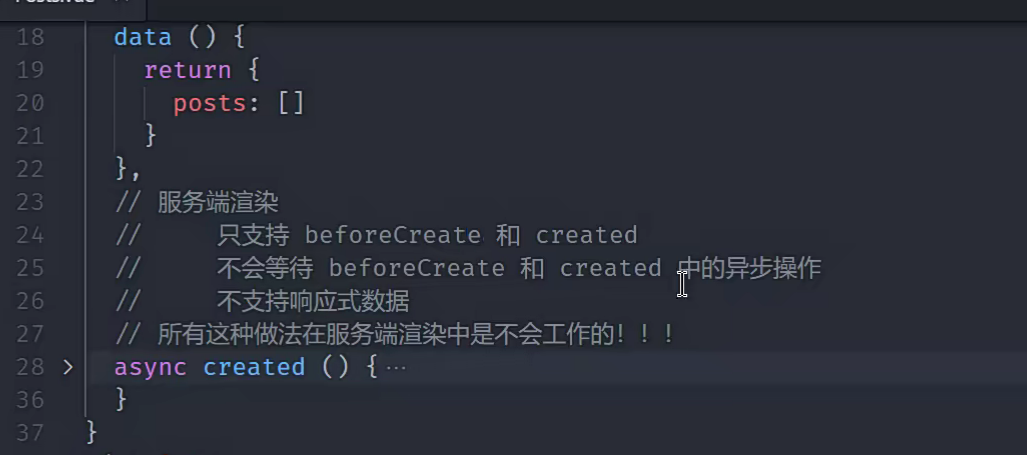 18 data () {
19 return {
20 posts: []
21 }
22 },
23 // 服务端渲染
24 // 只支持 beforeCreate 和 created
25 // 不会等待 beforeCreate 和 created 中的异步操作
26 // 不支持响应式数据
27 // 所有这种做法在服务端渲染中是不会工作的!!!
28 > async created () { ···
36 }
37 }